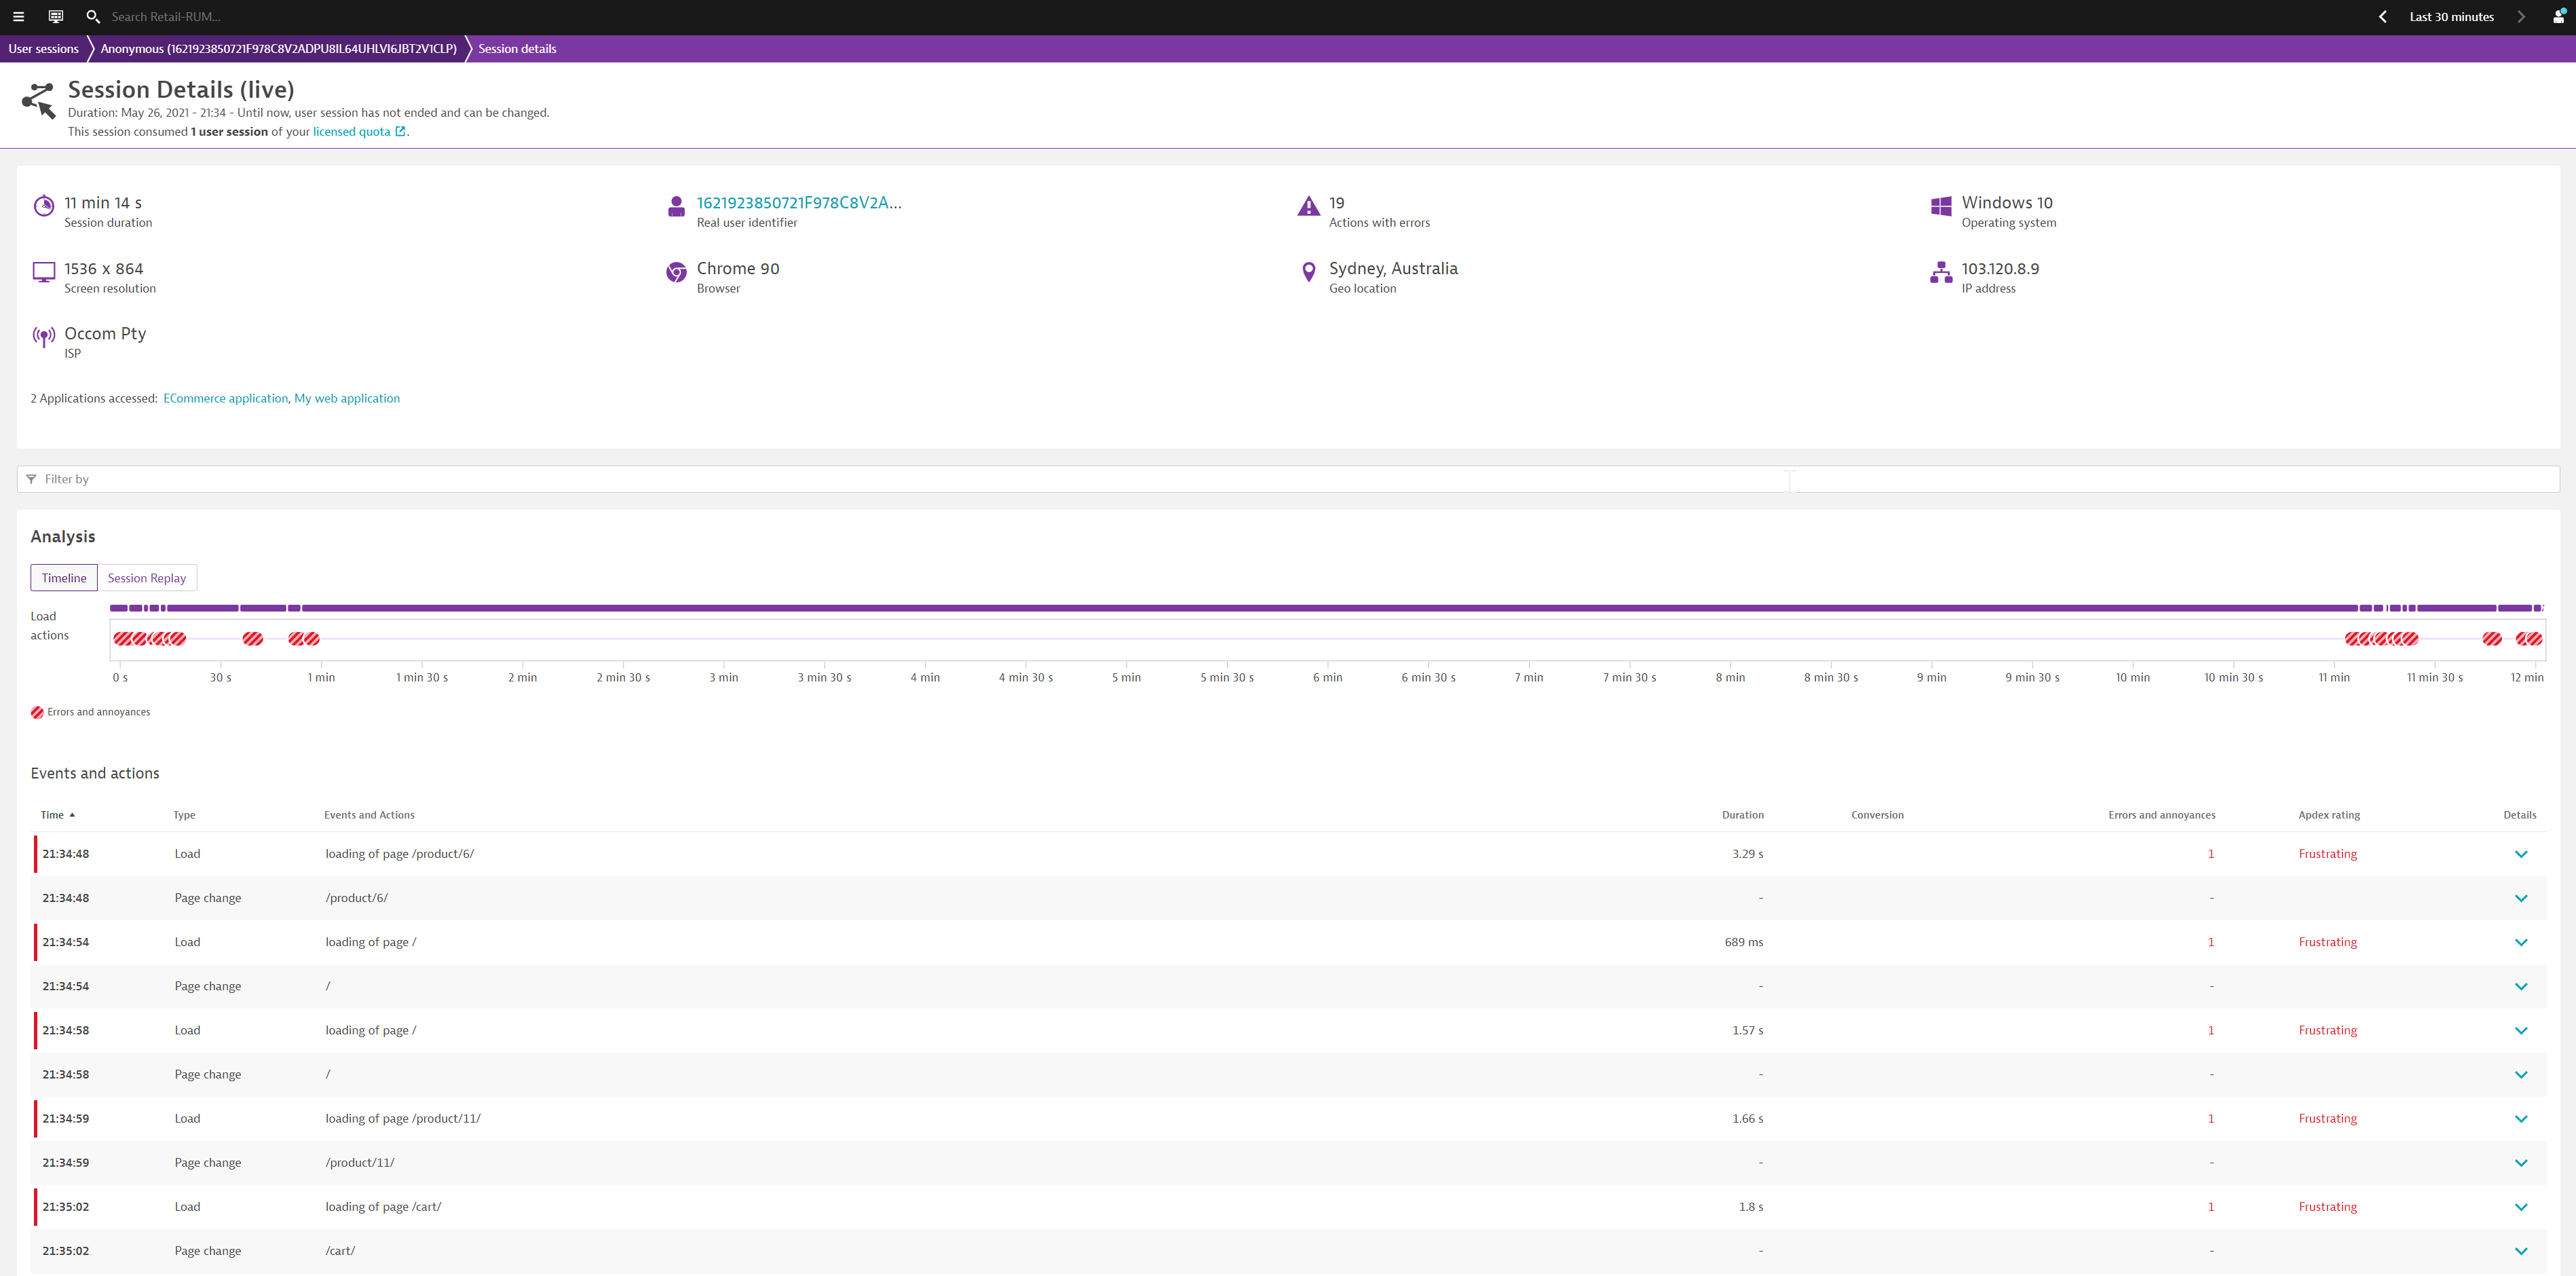 Search Retail-RUM...
Last 30 minutes
User sessions
Anonymous (1621923850721F978C8V2ADPU8IL64UHLVI6JBT2V1CLP)
Session details
Session Details (live)
Duration: May 26, 2021 - 21:34 - Until now, user session has not ended and can be changed.
This session consumed 1 user session of your licensed quota .
11 min 14 s
Session duration
1621923850721F978C8V2A...
Real user identifier
19
Actions with errors
Windows 10
Operating system
1536 x 864
Screen resolution
Chrome 90
Browser
Sydney, Australia
Geo location
103.120.8.9
IP address
Occom Pty
ISP
2 Applications accessed: ECommerce application, My web application
Filter by
Analysis
Timeline
Session Replay
Load
actions
0 s 30 s 1 min 1 min 30 s 2 min 2 min 30 s 3 min 3 min 30 s 4 min 4 min 30 s 5 min 5 min 30 s 6 min 6 min 30 s 7 min 7 min 30 s 8 min 8 min 30 s 9 min 9 min 30 s 10 min 10 min 30 s 11 min 11 min 30 s 12 min
Errors and annoyances
Events and actions
Time Type Events and Actions Duration Conversion Errors and annoyances Apdex rating Details
21:34:48 Load loading of page /product/6/ 3.29 s 1 Frustrating
21:34:48 Page change /product/6/ - -
21:34:54 Load loading of page / 689 ms 1 Frustrating
21:34:54 Page change / - -
21:34:58 Load loading of page / 1.57 s 1 Frustrating
21:34:58 Page change / - -
21:34:59 Load loading of page /product/11/ 1.66 s 1 Frustrating
21:34:59 Page change /product/11/ - -
21:35:02 Load loading of page /cart/ 1.8 s 1 Frustrating
21:35:02 Page change /cart/ - -